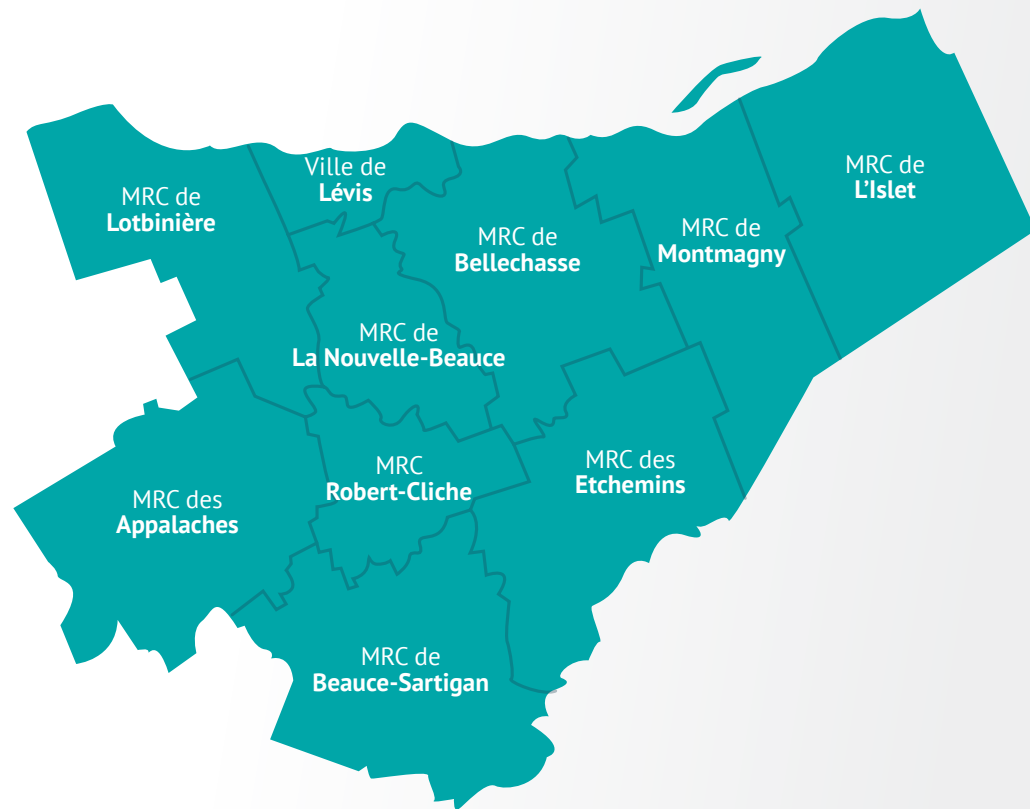 Ville de
Lévis
MRC de
L'Islet
MRC de
Lotbinière
MRC de
Montmagny
MRC de
Bellechasse
MRC de
La Nouvelle-Beauce
MRC
Robert-Cliche
MRC des
Etchemins
MRC des
Appalaches
MRC de
Beauce-Sartigan